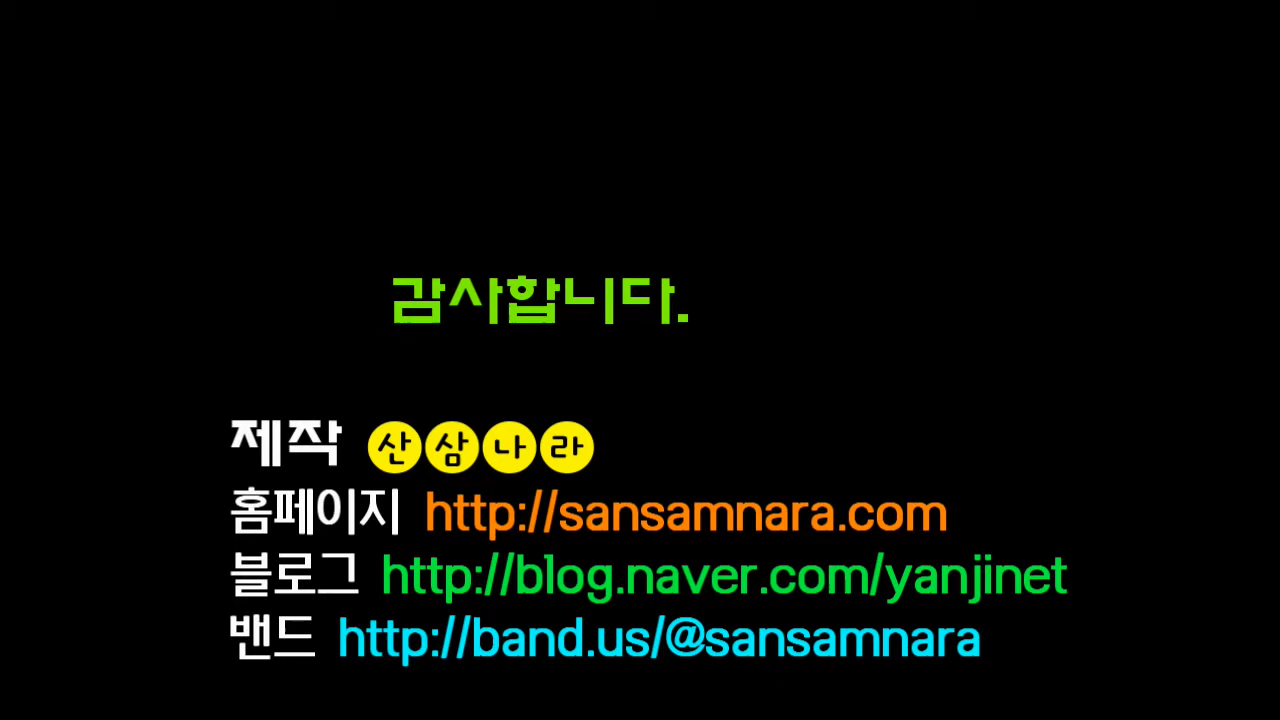 감사합니다.
제작 산삼나라
홈페이지 http://sansamnara.com
블로그 http://blog.naver.com/yanjinet
밴드 http://band.us/@sansamnara